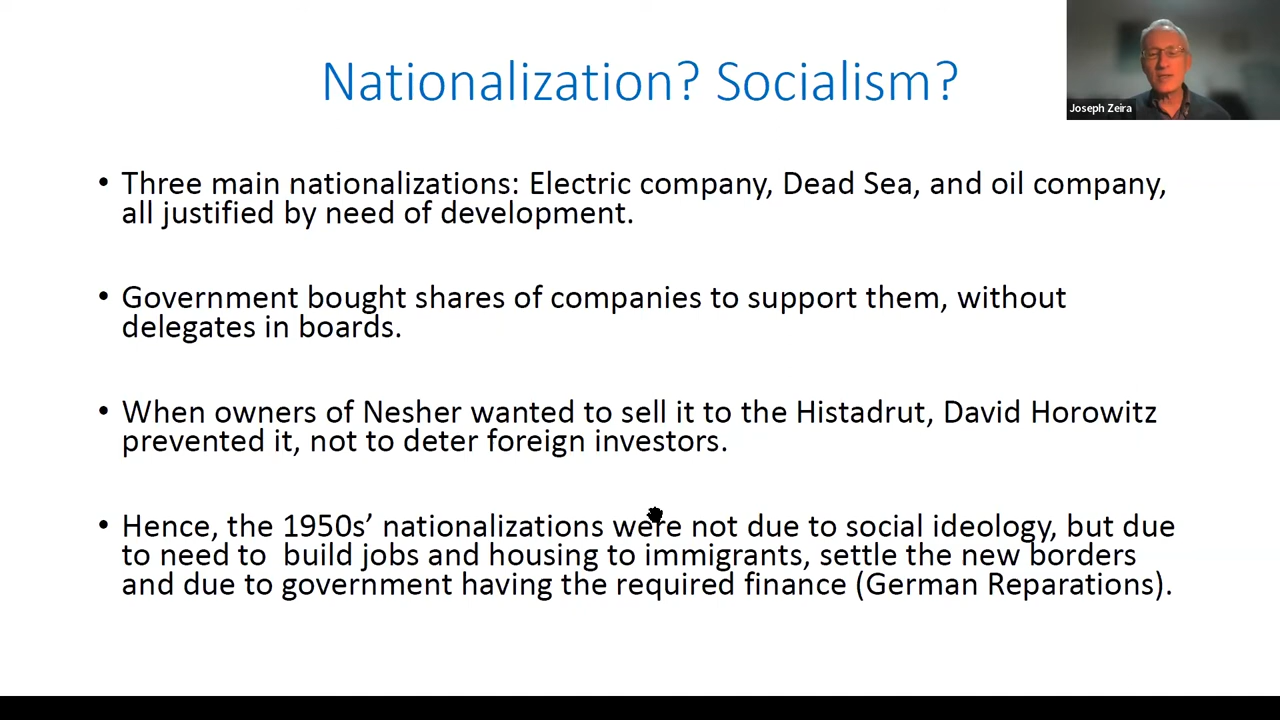 Nationalization? Socialism?
Joseph Zeira
• Three main nationalizations: Electric company, Dead Sea, and oil company,
all justified by need of development.
• Government bought shares of companies to support them, without
delegates in boards.
• When owners of Nesher wanted to sell it to the Histadrut, David Horowitz
prevented it, not to deter foreign investors.
• Hence, the 1950s’ nationalizations were not due to social ideology, but due
to need to  build jobs and housing to immigrants, settle the new borders
and due to government having the required finance (German Reparations).